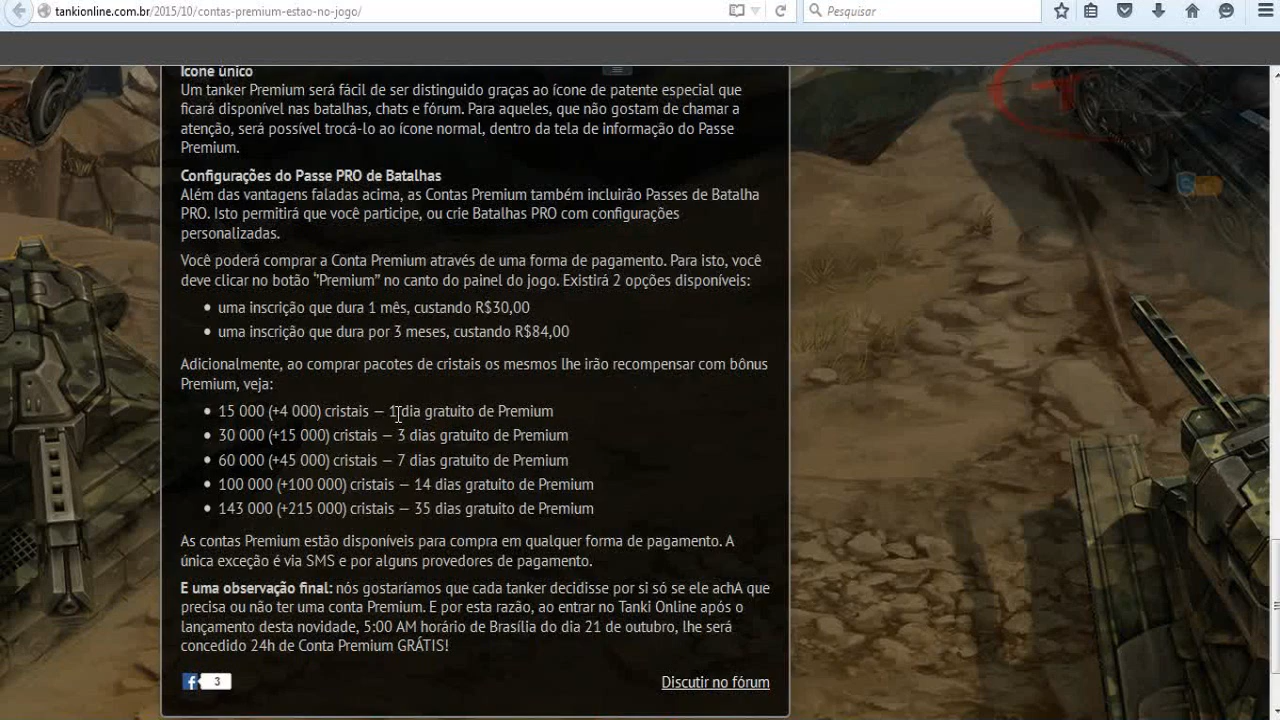 tankionline.com.br/2015/10/contas-premium-estao-no-jogo/
Pesquisar
Ícone único
Um tanker Premium será fácil de ser distinguido graças ao ícone de patente especial que
ficará disponível nas batalhas, chats e fórum. Para aqueles, que não gostam de chamar a
atenção, será possível trocá-lo ao ícone normal, dentro da tela de informação do Passe
Premium.
Configurações do Passe PRO de Batalhas
Além das vantagens faladas acima, as Contas Premium também incluirão Passes de Batalha
PRO. Isto permitirá que você participe, ou crie Batalhas PRO com configurações
personalizadas.
Você poderá comprar a Conta Premium através de uma forma de pagamento. Para isto, você
deve clicar no botão "Premium" no canto do painel do jogo. Existirá 2 opções disponíveis:
• uma inscrição que dura 1 mês, custando R$30,00
• uma inscrição que dura por 3 meses, custando R$84,00
Adicionalmente, ao comprar pacotes de cristais os mesmos lhe irão recompensar com bônus
Premium, veja:
• 15 000 (+4 000) cristais — 1 dia gratuito de Premium
• 30 000 (+15 000) cristais — 3 dias gratuito de Premium
• 60 000 (+45 000) cristais — 7 dias gratuito de Premium
• 100 000 (+100 000) cristais — 14 dias gratuito de Premium
• 143 000 (+215 000) cristais — 35 dias gratuito de Premium
As contas Premium estão disponíveis para compra em qualquer forma de pagamento. A
única exceção é via SMS e por alguns provedores de pagamento.
E uma observação final: nós gostaríamos que cada tanker decidisse por si só se ele achA que
precisa ou não ter uma conta Premium. E por esta razão, ao entrar no Tanki Online após o
lançamento desta novidade, 5:00 AM horário de Brasília do dia 21 de outubro, lhe será
concedido 24h de Conta Premium GRÁTIS!
3
Discutir no fórum